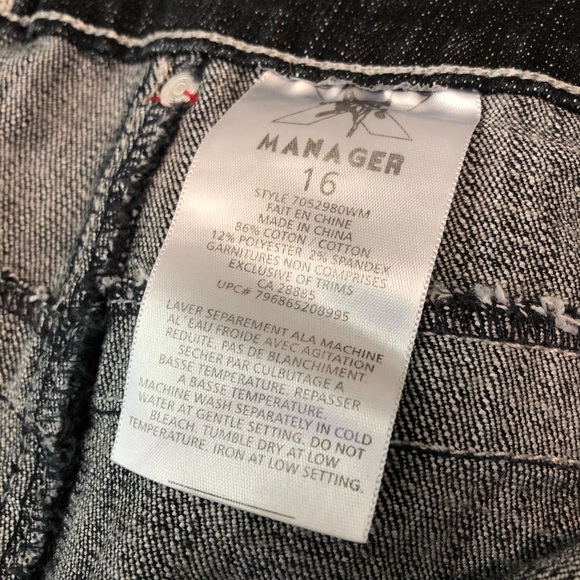 MANAGER
16
STYLE 7052980WM
FAIT EN CHINE
MADE IN CHINA
86% COTON / COTTON
12% POLYESTER 2% SPANDEX
GARNITURES NON COMPRISES
EXCLUSIVE OF TRIMS
CA 28885
UPC# 796865208995
LAVER SEPAREMENT ALA MACHINE
AL 'EAU FROIDE AVEC AGITATION
REDUITE. PAS DE BLANCHIMENT.
SECHER PAR CULBUTAGE A
BASSE TEMPERATURE. REPASSER
A BASSE TEMPERATURE.
MACHINE WASH SEPARATELY IN COLD
WATER AT GENTLE SETTING. DO NOT
BLEACH. TUMBLE DRY AT LOW
TEMPERATURE. IRON AT LOW SETTING.